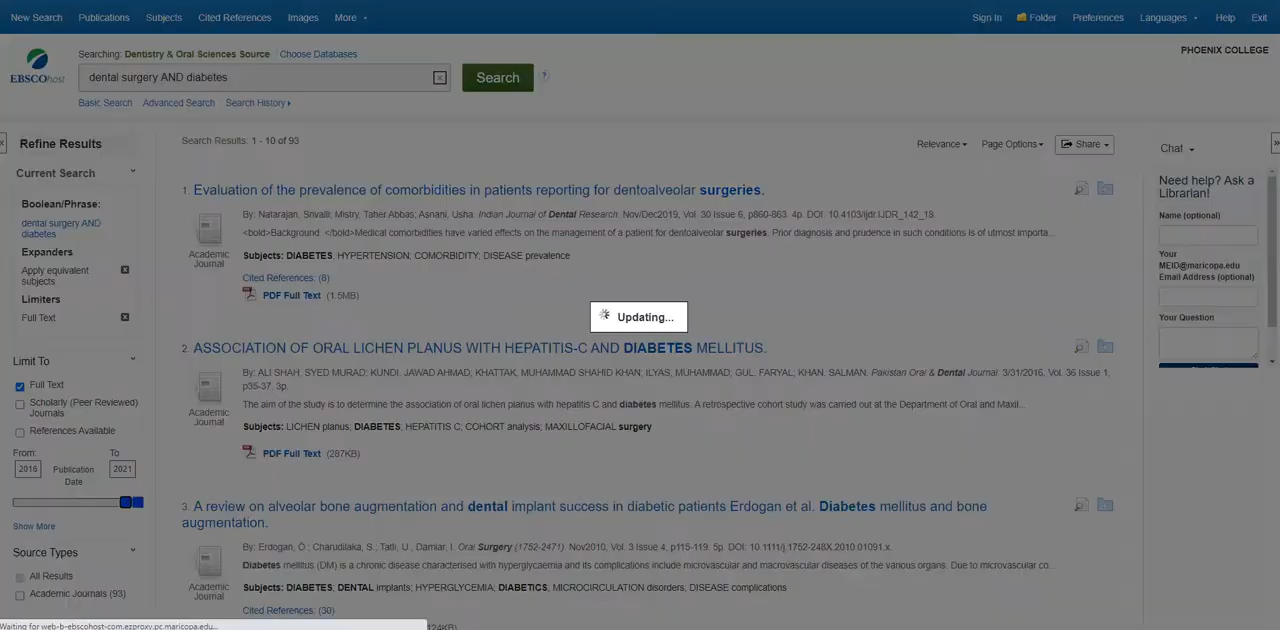 New Search Publications Subjects Cited References Images More Sign In Folder Preferences Languages Help Exit
Searching: Dentistry & Oral Sciences Source Choose Databases
PHOENIX COLLEGE
EBSCOhost
dental surgery AND diabetes
Search
?
Basic Search Advanced Search Search History
Refine Results
Current Search
Boolean/Phrase:
dental surgery AND
diabetes
Expanders
Apply equivalent
subjects
Limiters
Full Text
Limit To
Full Text
Scholarly (Peer Reviewed)
Journals
References Available
From: To
2016 Publication Date 2021
Show More
Source Types
All Results
Academic Journals (93)
Search Results: 1 - 10 of 93
Relevance Page Options Share
1. Evaluation of the prevalence of comorbidities in patients reporting for dentoalveolar surgeries.
By: Natarajan, Srivalli; Mistry, Taher Abbas; Asnani, Usha. Indian Journal of Dental Research. Nov/Dec2019, Vol. 30 Issue 6, p860-863. 4p. DOI: 10.4103/ijdr.IJDR_142_18.
<bold>Background: </bold>Medical comorbidities have varied effects on the management of a patient for dentoalveolar surgeries. Prior diagnosis and prudence in such conditions is of utmost importa...
Academic
Journal
Subjects: DIABETES; HYPERTENSION; COMORBIDITY; DISEASE prevalence
Cited References: (8)
PDF Full Text (1.5MB)
Updating...
2. ASSOCIATION OF ORAL LICHEN PLANUS WITH HEPATITIS-C AND DIABETES MELLITUS.
By: ALI SHAH, SYED MURAD; KUNDI, JAWAD AHMAD; KHATTAK, MUHAMMAD SHAHID KHAN; ILYAS, MUHAMMAD; GUL, FARYAL; KHAN, SALMAN. Pakistan Oral & Dental Journal. 3/31/2016, Vol. 36 Issue 1,
p35-37. 3p.
The aim of the study is to determine the association of oral lichen planus with hepatitis C and diabetes mellitus. A retrospective cohort study was carried out at the Department of Oral and Maxil...
Academic
Journal
Subjects: LICHEN planus; DIABETES; HEPATITIS C; COHORT analysis; MAXILLOFACIAL surgery
PDF Full Text (287KB)
3. A review on alveolar bone augmentation and dental implant success in diabetic patients Erdogan et al. Diabetes mellitus and bone
augmentation.
By: Erdogan, Ö.; Charudilaka, S.; Tatli, U.; Damlar, I. Oral Surgery (1752-2471). Nov2010, Vol. 3 Issue 4, p115-119. 5p. DOI: 10.1111/j.1752-248X.2010.01091.x.
Diabetes mellitus (DM) is a chronic disease characterised with hyperglycaemia and its complications include microvascular and macrovascular diseases of the various organs. Due to microvascular co...
Academic
Journal
Subjects: DIABETES; DENTAL implants; HYPERGLYCEMIA; DIABETICS; MICROCIRCULATION disorders; DISEASE complications
Cited References: (30)
124KB)
Chat
Need help? Ask a
Librarian!
Name (optional)
Your
MEID@maricopa.edu
Email Address (optional)
Your Question
Waiting for web-b-ebscohost-com.ezproxy.pc.maricopa.edu...